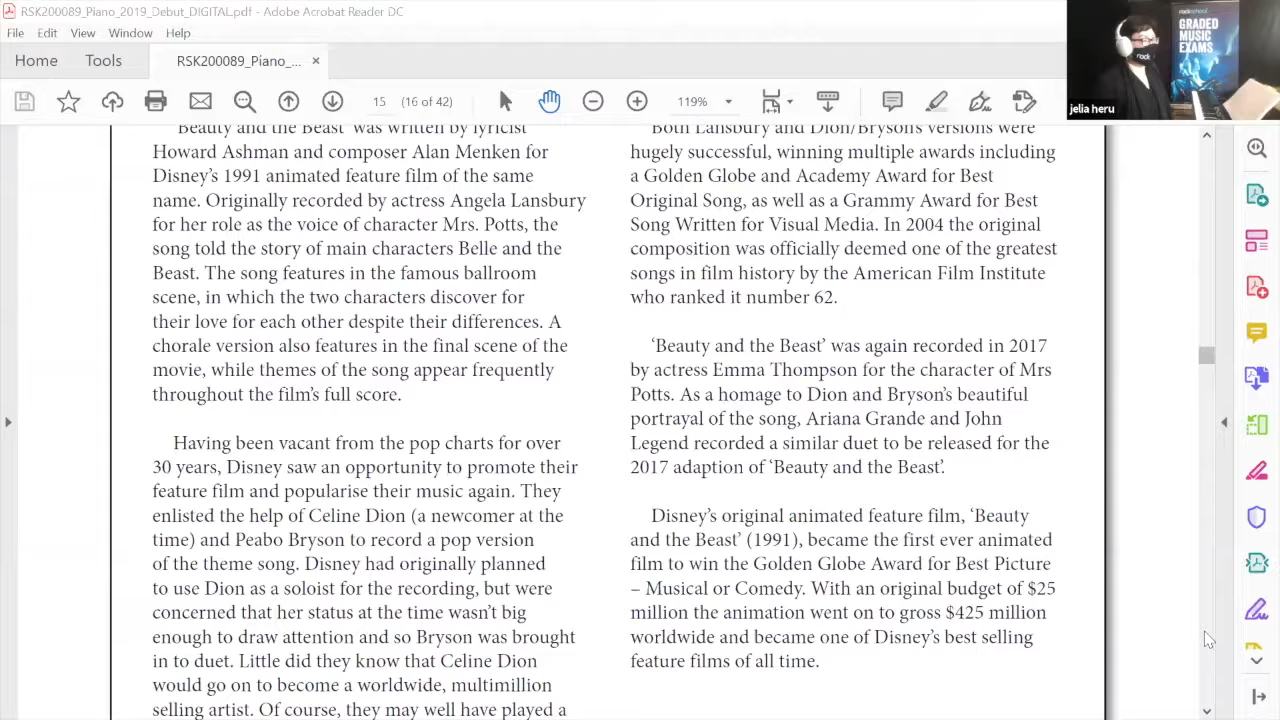 RSK200089_Piano_2019_Debut_DIGITAL.pdf - Adobe Acrobat Reader DC
File Edit View Window Help
Home Tools RSK200089_Piano_... ×
15 (16 of 42) 119%
rockschool
GRADED
MUSIC
EXAMS
rock
jelia heru
'Beauty and the Beast' was written by lyricist
Howard Ashman and composer Alan Menken for
Disney's 1991 animated feature film of the same
name. Originally recorded by actress Angela Lansbury
for her role as the voice of character Mrs. Potts, the
song told the story of main characters Belle and the
Beast. The song features in the famous ballroom
scene, in which the two characters discover for
their love for each other despite their differences. A
chorale version also features in the final scene of the
movie, while themes of the song appear frequently
throughout the film's full score.
Having been vacant from the pop charts for over
30 years, Disney saw an opportunity to promote their
feature film and popularise their music again. They
enlisted the help of Celine Dion (a newcomer at the
time) and Peabo Bryson to record a pop version
of the theme song. Disney had originally planned
to use Dion as a soloist for the recording, but were
concerned that her status at the time wasn't big
enough to draw attention and so Bryson was brought
in to duet. Little did they know that Celine Dion
would go on to become a worldwide, multimillion
selling artist. Of course, they may well have played a
Both Lansbury and Dion/Bryson's versions were
hugely successful, winning multiple awards including
a Golden Globe and Academy Award for Best
Original Song, as well as a Grammy Award for Best
Song Written for Visual Media. In 2004 the original
composition was officially deemed one of the greatest
songs in film history by the American Film Institute
who ranked it number 62.
'Beauty and the Beast' was again recorded in 2017
by actress Emma Thompson for the character of Mrs
Potts. As a homage to Dion and Bryson's beautiful
portrayal of the song, Ariana Grande and John
Legend recorded a similar duet to be released for the
2017 adaption of 'Beauty and the Beast'.
Disney's original animated feature film, 'Beauty
and the Beast' (1991), became the first ever animated
film to win the Golden Globe Award for Best Picture
– Musical or Comedy. With an original budget of $25
million the animation went on to gross $425 million
worldwide and became one of Disney's best selling
feature films of all time.